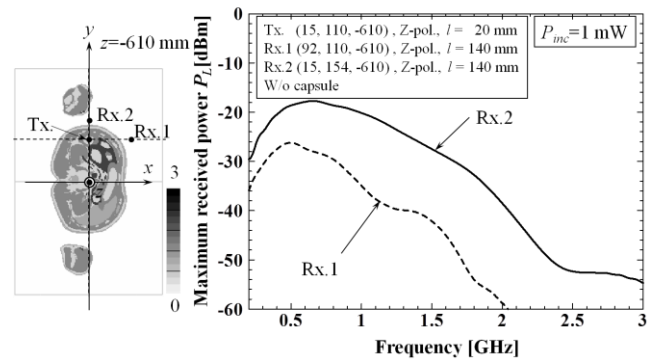 y
z=-610 mm
Tx.
Rx.2
Rx.1
x
3
0
Maximum received power P_L [dBm]
0
-10
-20
-30
-40
-50
-60
Tx. (15, 110, -610) , Z-pol., l = 20 mm
Rx.1 (92, 110, -610) , Z-pol., l = 140 mm
Rx.2 (15, 154, -610) , Z-pol., l = 140 mm
W/o capsule
P_inc=1 mW
Rx.2
Rx.1
0.5 1 1.5 2 2.5 3
Frequency [GHz]